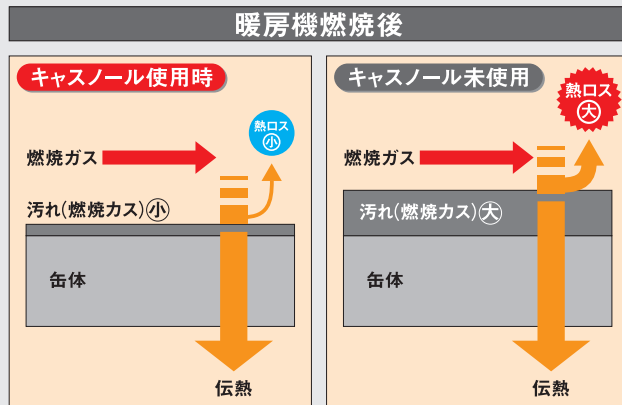 暖房機燃焼後
キャスノール使用時
熱ロス
小
燃焼ガス
汚れ(燃焼カス)小
缶体
伝熱
キャスノール未使用
熱ロス
大
燃焼ガス
汚れ(燃焼カス)大
缶体
伝熱